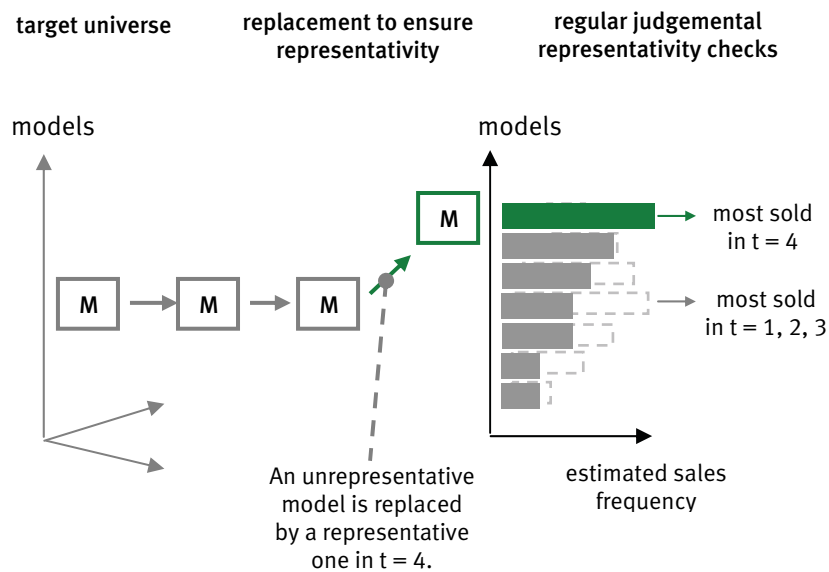 target universe
replacement to ensure
representativity
regular judgemental
representativity checks
models
models
M
M
M
M
most sold
in t = 4
most sold
in t = 1, 2, 3
An unrepresentative
model is replaced
by a representative
one in t = 4.
estimated sales
frequency